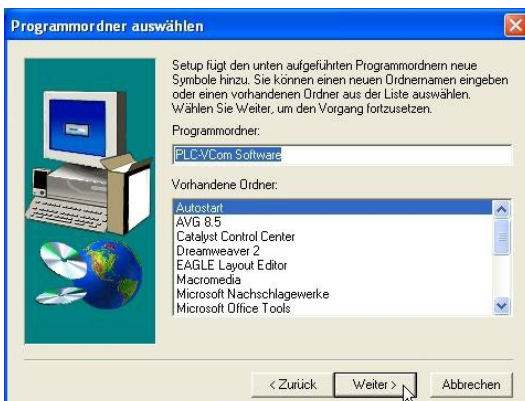 Programmordner auswählen
Setup fügt den unten aufgeführten Programmordnern neue
Symbole hinzu. Sie können einen neuen Ordnernamen eingeben
oder einen vorhandenen Ordner aus der Liste auswählen.
Wählen Sie Weiter, um den Vorgang fortzusetzen.
Programmordner:
PLC-VCom Software
Vorhandene Ordner:
Autostart
AVG 8.5
Catalyst Control Center
Dreamweaver 2
EAGLE Layout Editor
Macromedia
Microsoft Nachschlagewerke
Microsoft Office Tools
< Zurück Weiter > Abbrechen